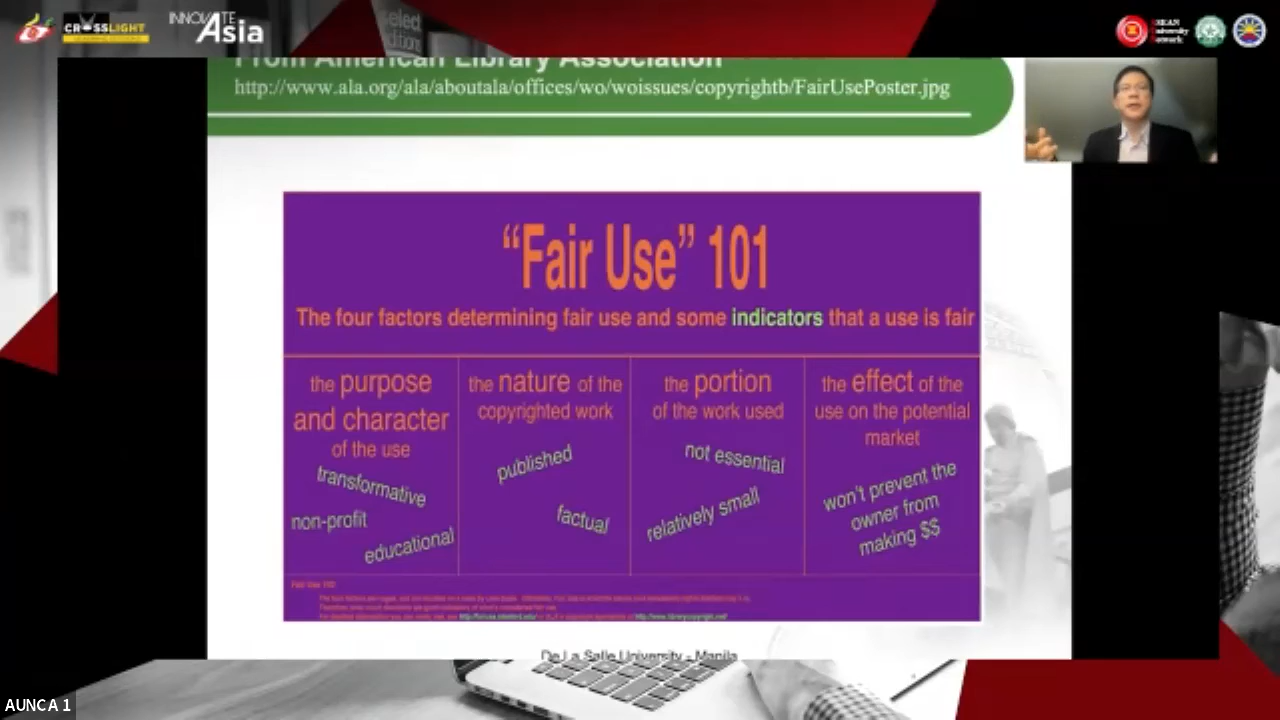 CROSSLIGHT
INNOVATE
Asia
select
From American Library Association
http://www.ala.org/ala/aboutala/offices/wo/woissues/copyrightb/FairUsePoster.jpg
“Fair Use” 101
The four factors determining fair use and some indicators that a use is fair
the purpose
and character
of the use
transformative
non-profit
educational
the nature of the
copyrighted work
published
factual
the portion
of the work used
not essential
relatively small
the effect of the
use on the potential
market
won't prevent the
owner from
making $$
De La Salle University - Manila
AUNCA 1